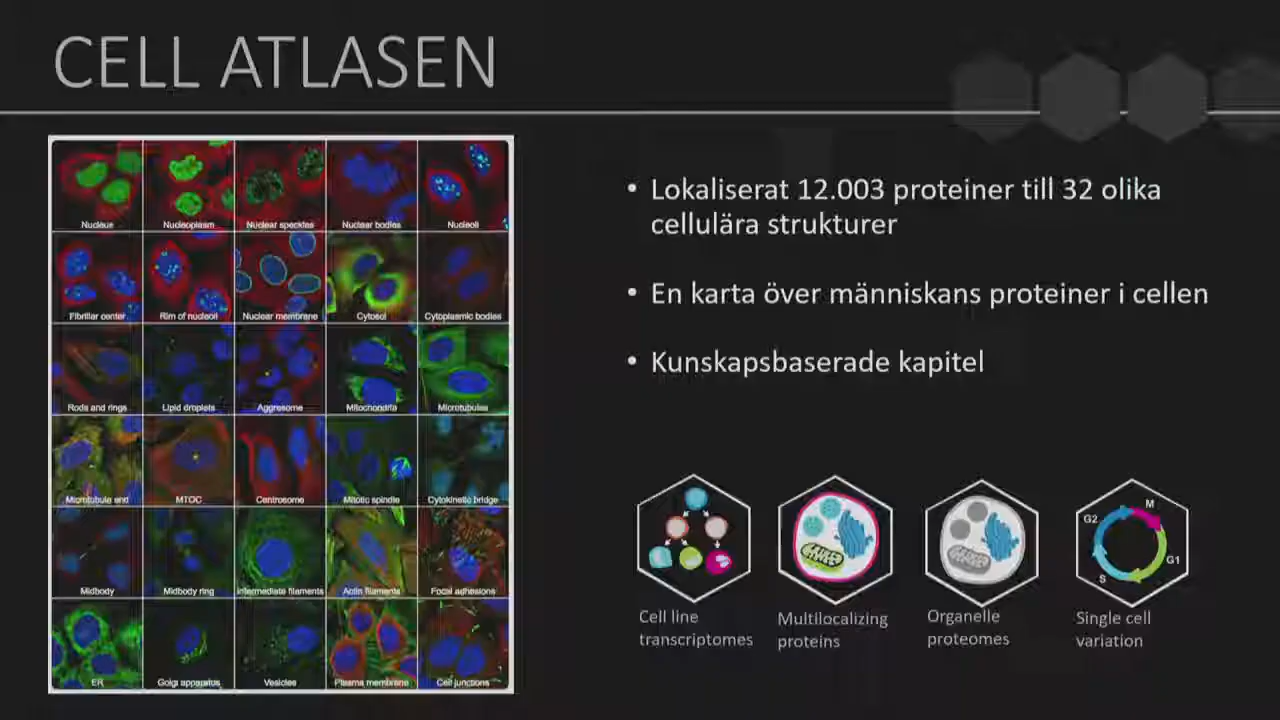 CELL ATLASEN
Nucleus Nucleoplasm Nuclear speckles Nuclear bodies Nucleoli
Fibrillar center Rim of nucleoli Nuclear membrane Cytosol Cytoplasmic bodies
Rods and rings Lipid droplets Aggresome Mitochondria Microtubules
Microtubule end MTOC Centrosome Mitotic spindle Cytokinetic bridge
Midbody Midbody ring Intermediate filaments Actin filaments Focal adhesions
ER Golgi apparatus Vesicles Plasma membrane Cell junctions
• Lokaliserat 12.003 proteiner till 32 olika
cellulära strukturer
• En karta över människans proteiner i cellen
• Kunskapsbaserade kapitel
M
G2
G1
S
Cell line
transcriptomes
Multilocalizing
proteins
Organelle
proteomes
Single cell
variation